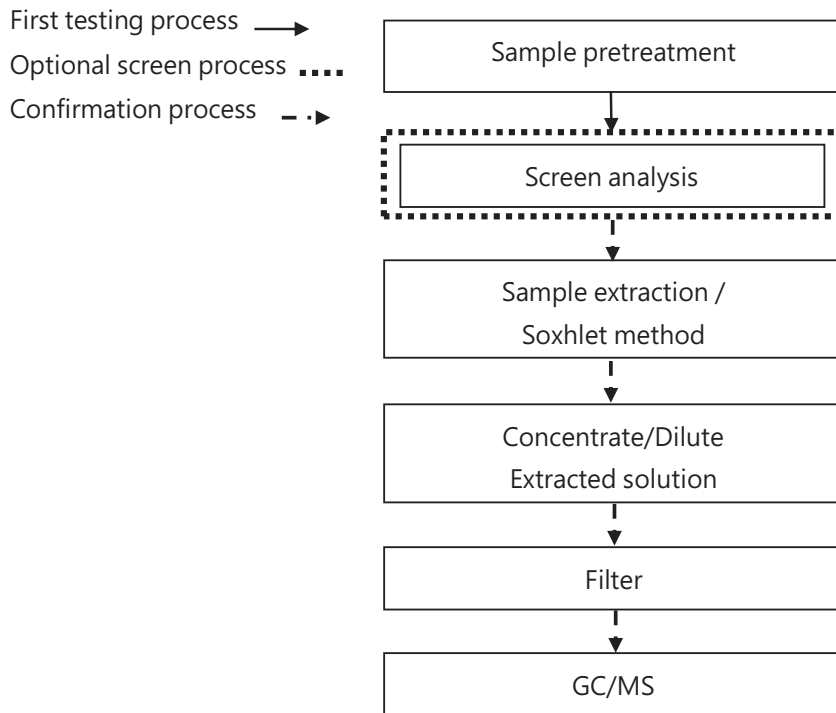 First testing process
Optional screen process
Confirmation process
Sample pretreatment
Screen analysis
Sample extraction /
Soxhlet method
Concentrate/Dilute
Extracted solution
Filter
GC/MS